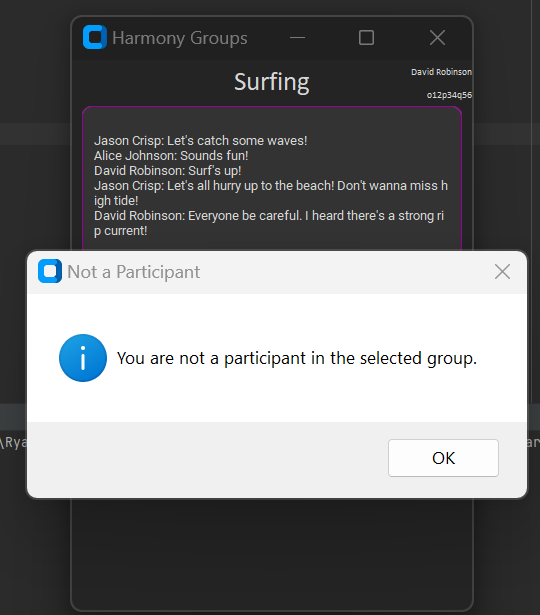 Harmony Groups
Surfing
David Robinson
o12p34q56
Jason Crisp: Let's catch some waves!
Alice Johnson: Sounds fun!
David Robinson: Surf's up!
Jason Crisp: Let's all hurry up to the beach! Don't wanna miss h
igh tide!
David Robinson: Everyone be careful. I heard there's a strong ri
p current!
Not a Participant
You are not a participant in the selected group.
\Rya
ar
OK